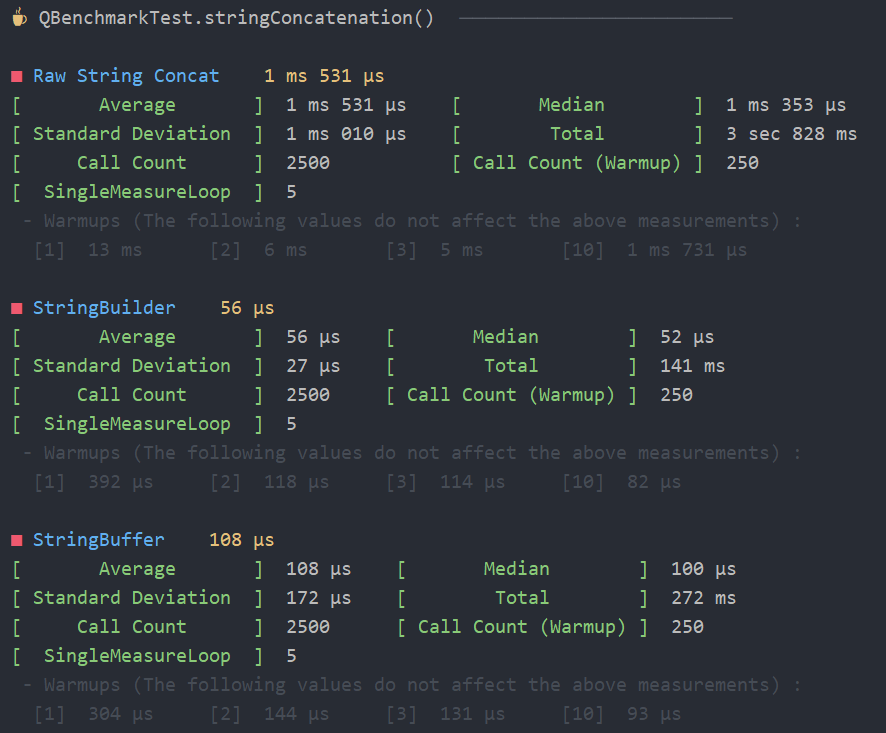 QBenchmarkTest.stringConcatenation()
Raw String Concat 1 ms 531 µs
[ Average ] 1 ms 531 µs [ Median ] 1 ms 353 µs
[ Standard Deviation ] 1 ms 010 µs [ Total ] 3 sec 828 ms
[ Call Count ] 2500 [ Call Count (Warmup) ] 250
[ SingleMeasureLoop ] 5
- Warmups (The following values do not affect the above measurements) :
[1] 13 ms [2] 6 ms [3] 5 ms [10] 1 ms 731 µs
StringBuilder 56 µs
[ Average ] 56 µs [ Median ] 52 µs
[ Standard Deviation ] 27 µs [ Total ] 141 ms
[ Call Count ] 2500 [ Call Count (Warmup) ] 250
[ SingleMeasureLoop ] 5
- Warmups (The following values do not affect the above measurements) :
[1] 392 µs [2] 118 µs [3] 114 µs [10] 82 µs
StringBuffer 108 µs
[ Average ] 108 µs [ Median ] 100 µs
[ Standard Deviation ] 172 µs [ Total ] 272 ms
[ Call Count ] 2500 [ Call Count (Warmup) ] 250
[ SingleMeasureLoop ] 5
- Warmups (The following values do not affect the above measurements) :
[1] 304 µs [2] 144 µs [3] 131 µs [10] 93 µs